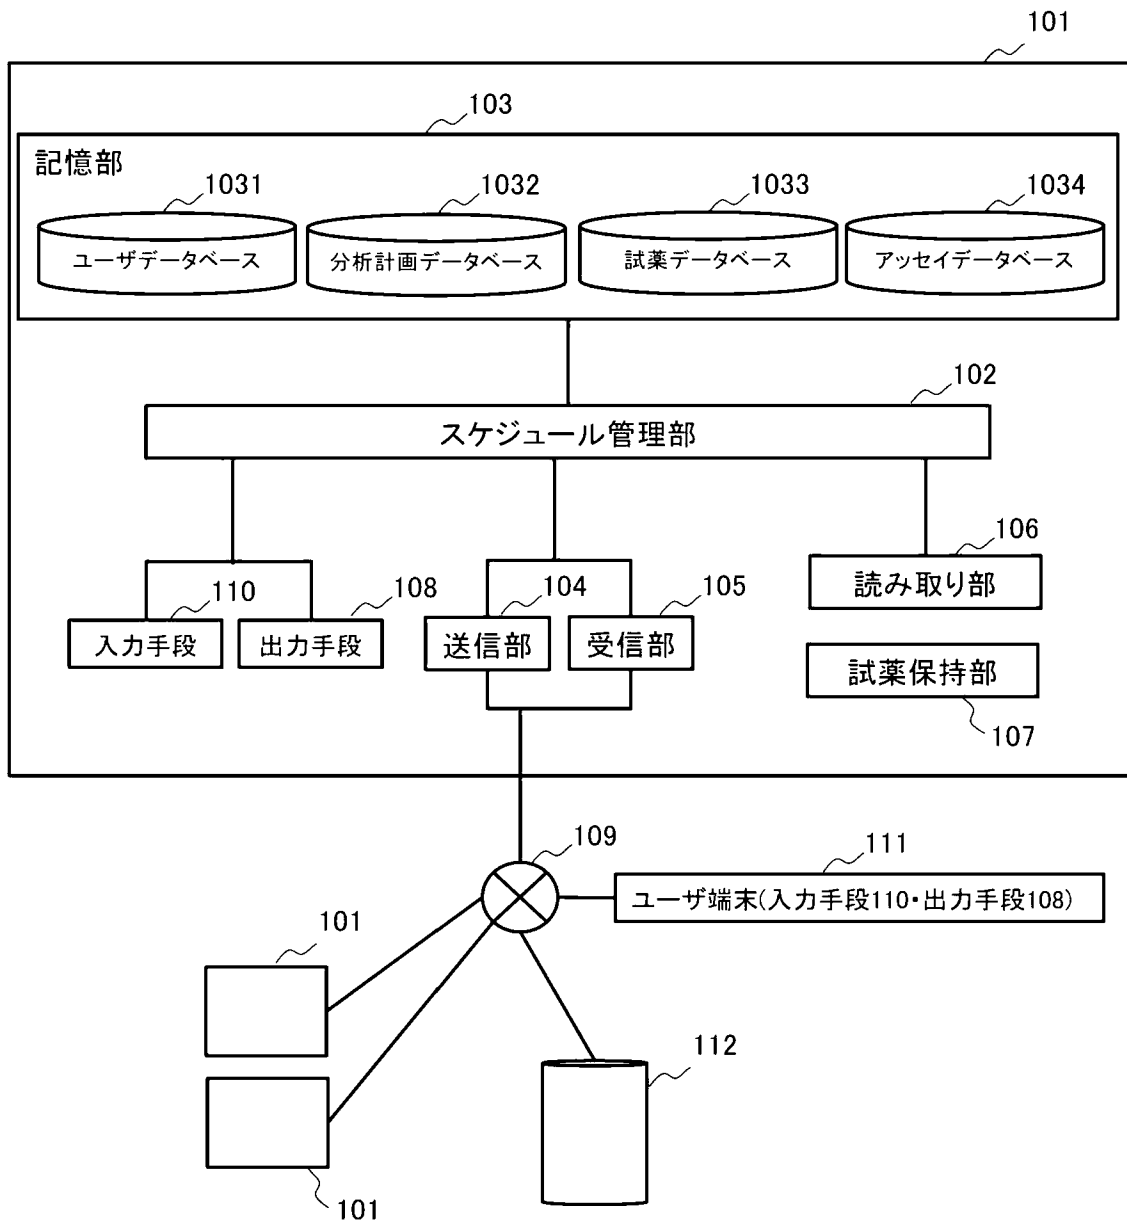 101
103
記憶部
1031
1032
1033
1034
ユーザデータベース
分析計画データベース
試薬データベース
アッセイデータベース
102
スケジュール管理部
106
読み取り部
110
108
104
105
入力手段
出力手段
送信部
受信部
試薬保持部
107
109
111
ユーザ端末(入力手段110・出力手段108)
101
112
101